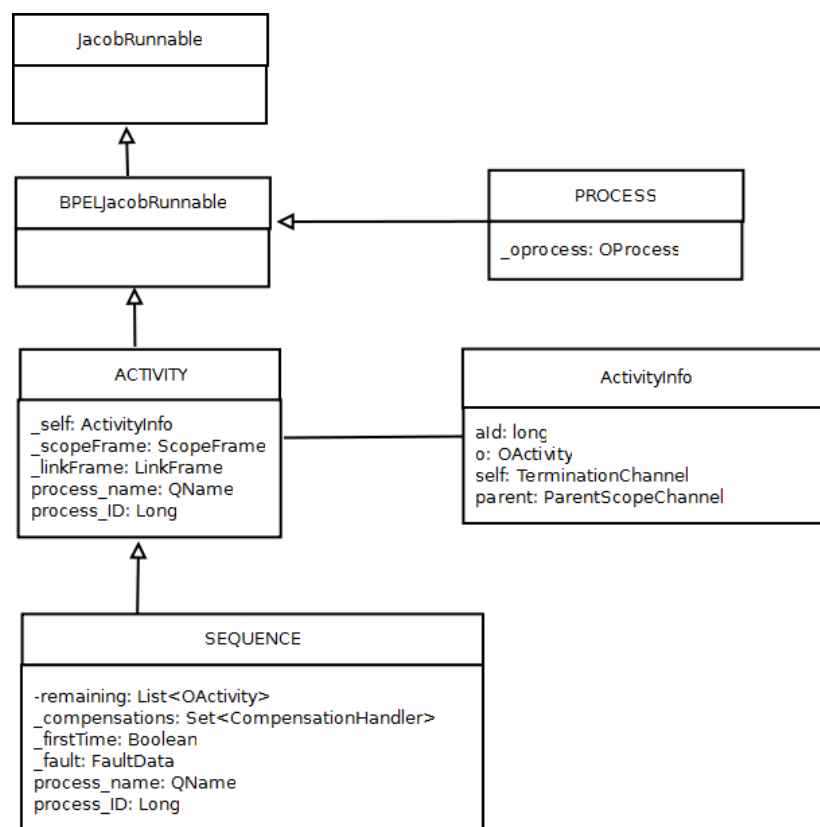 JacobRunnable
BPELJacobRunnable
PROCESS
_oprocess: OProcess
ACTIVITY
_self: ActivityInfo
_scopeFrame: ScopeFrame
_linkFrame: LinkFrame
process_name: QName
process_ID: Long
ActivityInfo
aId: long
o: OActivity
self: TerminationChannel
parent: ParentScopeChannel
SEQUENCE
-remaining: List<OActivity>
_compensations: Set<CompensationHandler>
_firstTime: Boolean
_fault: FaultData
process_name: QName
process_ID: Long